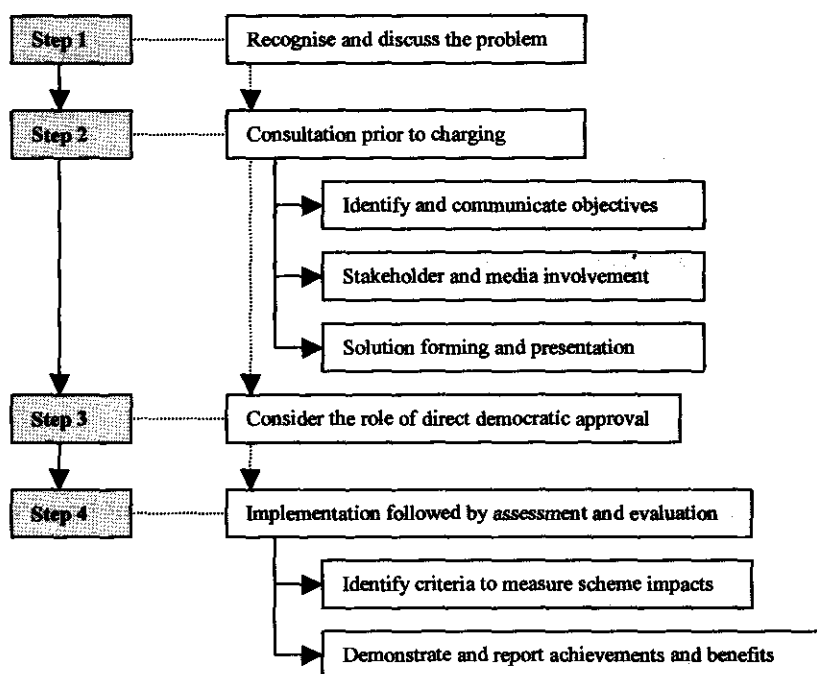 Step 1
Recognise and discuss the problem
Step 2
Consultation prior to charging
Identify and communicate objectives
Stakeholder and media involvement
Solution forming and presentation
Step 3
Consider the role of direct democratic approval
Step 4
Implementation followed by assessment and evaluation
Identify criteria to measure scheme impacts
Demonstrate and report achievements and benefits